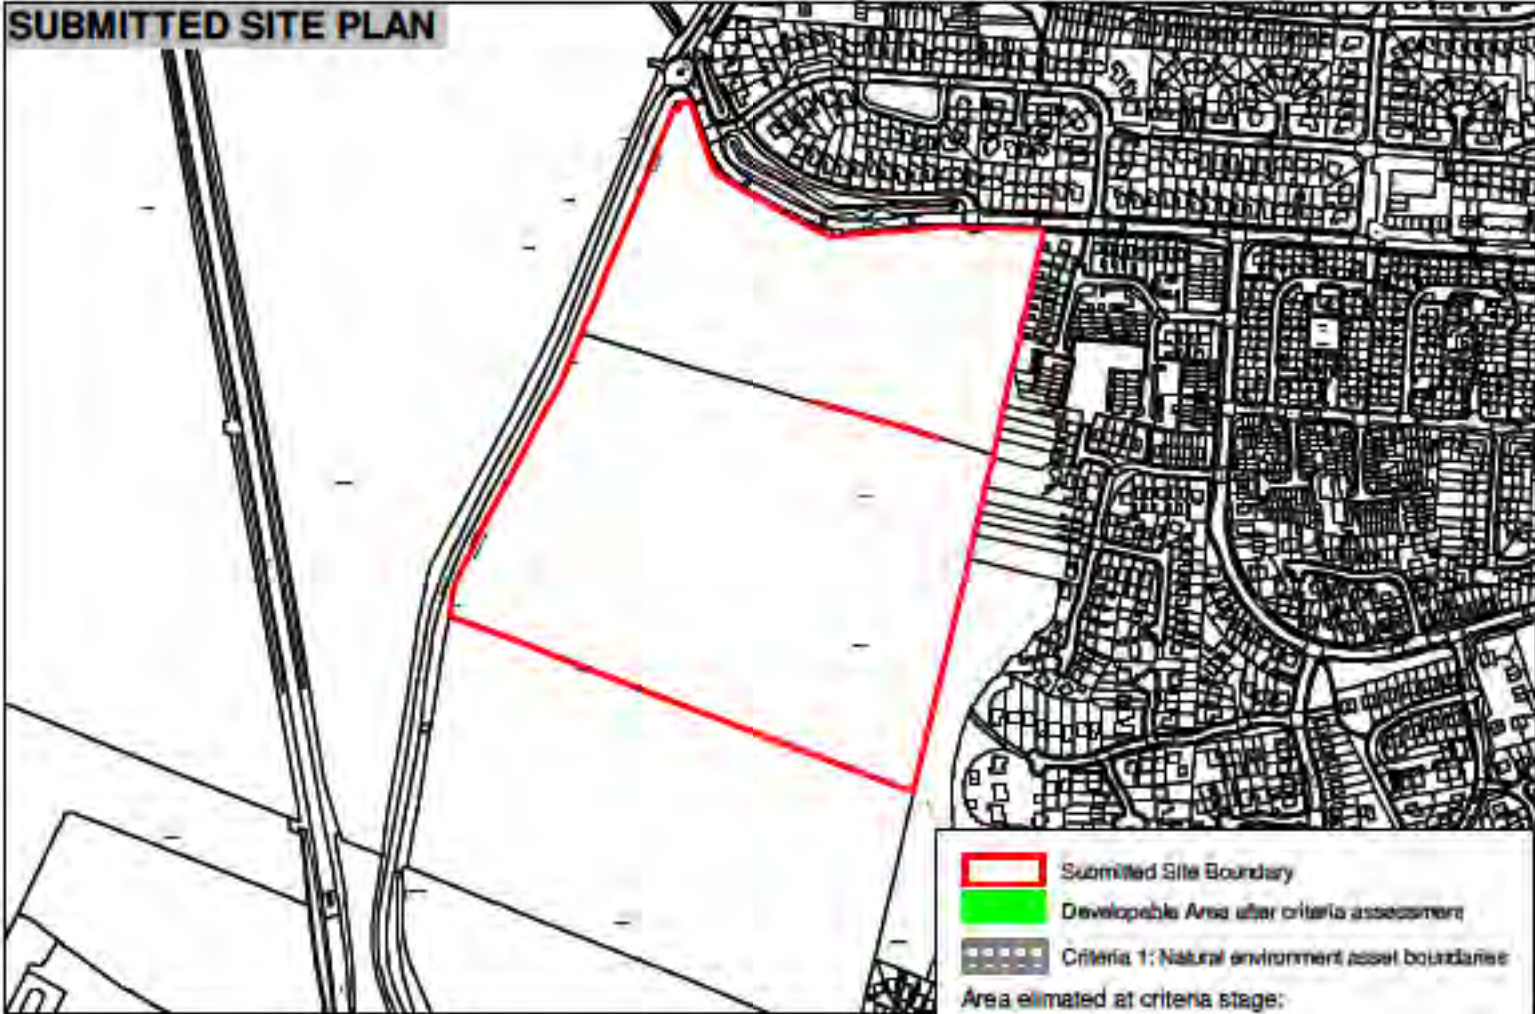 SUBMITTED SITE PLAN
Submitted Site Boundary
Developable Area after criteria assessment
Criteria 1: Natural environment asset boundaries
Area elimated at criteria stage: